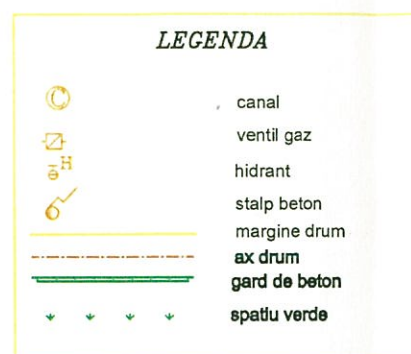 LEGENDA
C canal
ventil gaz
H hidrant
stalp beton
margine drum
ax drum
gard de beton
spatiu verde